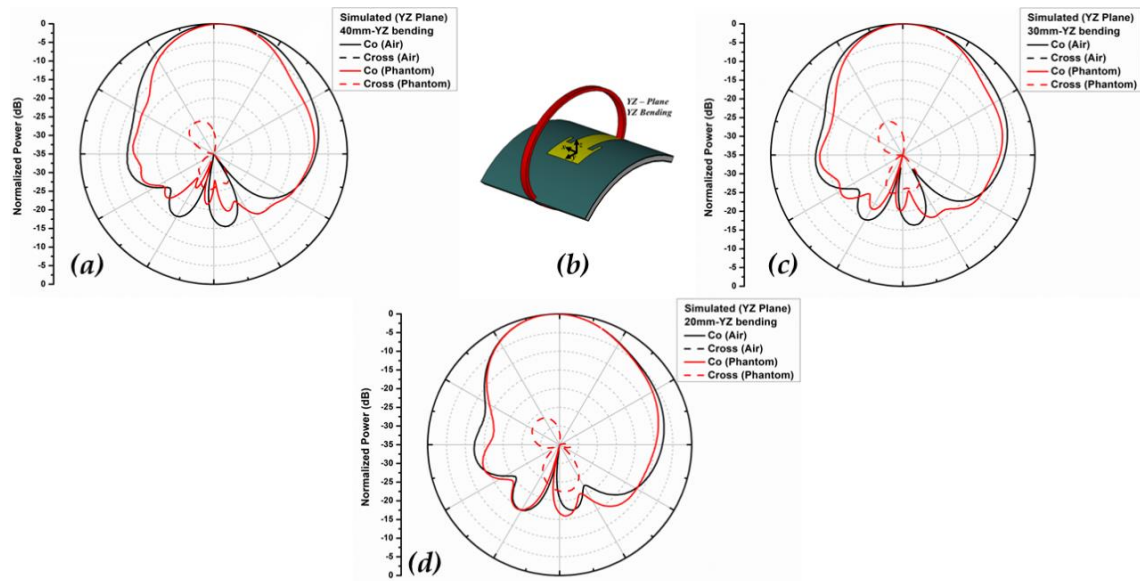 0
-5
-10
-15
-20
-25
-30
-35
-30
-25
-20
-15
-10
-5
0
Normalized Power (dB)
Simulated (YZ Plane)
40mm-YZ bending
Co (Air)
Cross (Air)
Co (Phantom)
Cross (Phantom)
(a)
YZ – Plane
YZ Bending
(b)
0
-5
-10
-15
-20
-25
-30
-35
-30
-25
-20
-15
-10
-5
0
Normalized Power (dB)
Simulated (YZ Plane)
30mm-YZ bending
Co (Air)
Cross (Air)
Co (Phantom)
Cross (Phantom)
(c)
0
-5
-10
-15
-20
-25
-30
-35
-30
-25
-20
-15
-10
-5
0
Normalized Power (dB)
Simulated (YZ Plane)
20mm-YZ bending
Co (Air)
Cross (Air)
Co (Phantom)
Cross (Phantom)
(d)